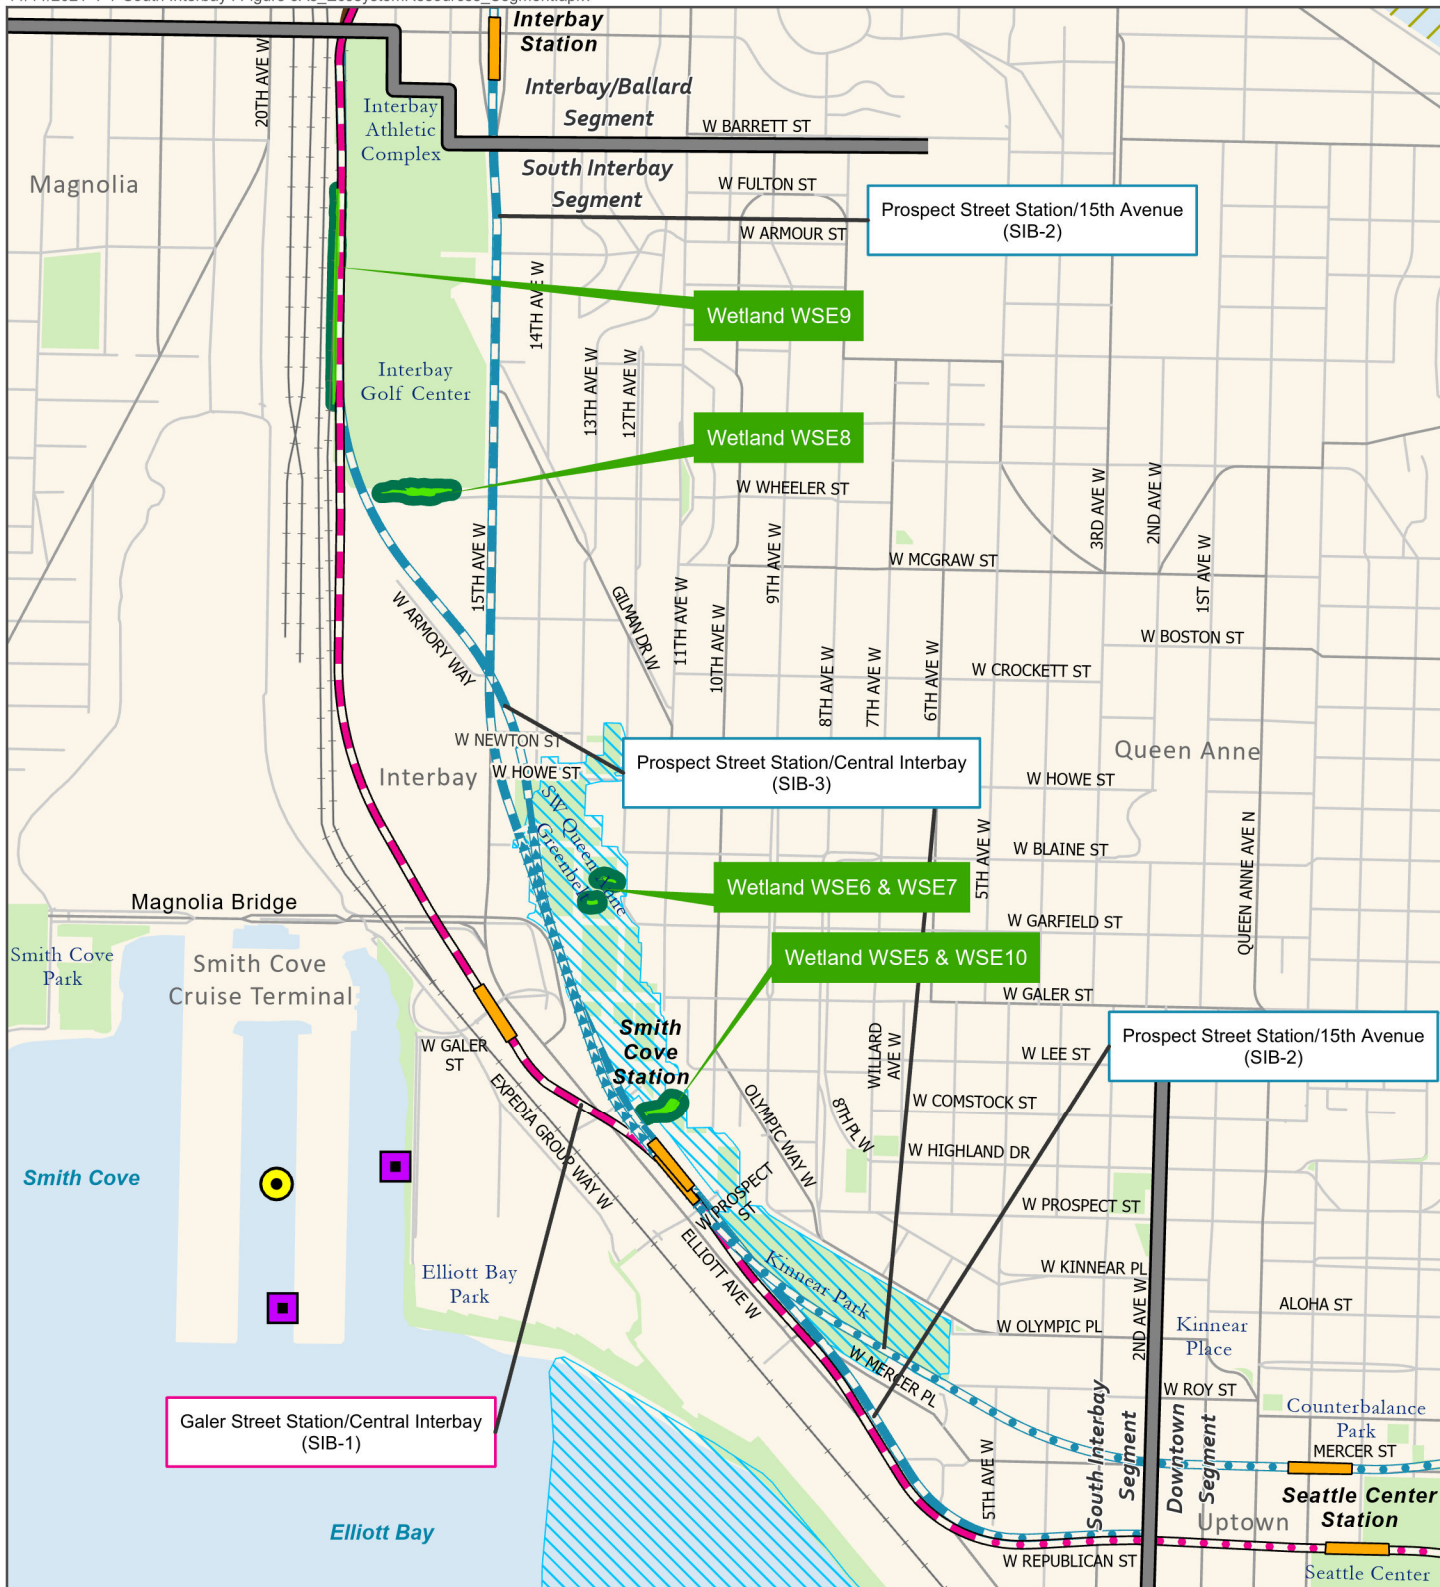 Interbay
Station
20TH AVE W
Interbay/Ballard
Segment
Interbay
Athletic
Complex
W BARRETT ST
Magnolia
South Interbay
Segment
W FULTON ST
Prospect Street Station/15th Avenue
(SIB-2)
W ARMOUR ST
14TH AVE W
Wetland WSE9
Interbay
Golf Center
13TH AVE W
12TH AVE W
Wetland WSE8
W WHEELER ST
3RD AVE W
2ND AVE W
15TH AVE W
9TH AVE W
W MCGRAW ST
1ST AVE W
W ARMORY WAY
GILMAN DR W
11TH AVE W
10TH AVE W
W BOSTON ST
8TH AVE W
7TH AVE W
6TH AVE W
W CROCKETT ST
W NEWTON ST
Interbay
W HOWE ST
Prospect Street Station/Central Interbay
(SIB-3)
Queen Anne
W HOWE ST
SW Queen Anne
Greenbelt
5TH AVE W
W BLAINE ST
QUEEN ANNE AVE N
Wetland WSE6 & WSE7
Magnolia Bridge
W GARFIELD ST
Smith Cove
Park
Smith Cove
Cruise Terminal
Wetland WSE5 & WSE10
W GALER ST
Smith
Cove
Station
W GALER
ST
WILLARD
AVE W
W LEE ST
Prospect Street Station/15th Avenue
(SIB-2)
EXPEDIA GROUP WAY W
OLYMPIC WAY W
8TH PL W
W COMSTOCK ST
W HIGHLAND DR
Smith Cove
W PROSPECT
ST
W PROSPECT ST
ELLIOTT AVE W
Kinnear Park
Elliott Bay
Park
W KINNEAR PL
2ND AVE W
ALOHA ST
W OLYMPIC PL
Kinnear
Place
W MERCER PL
W ROY ST
Galer Street Station/Central Interbay
(SIB-1)
South Interbay
Segment
Downtown
Segment
Counterbalance
Park
MERCER ST
5TH AVE W
Seattle Center
Station
Elliott Bay
Uptown
W REPUBLICAN ST
Seattle Center